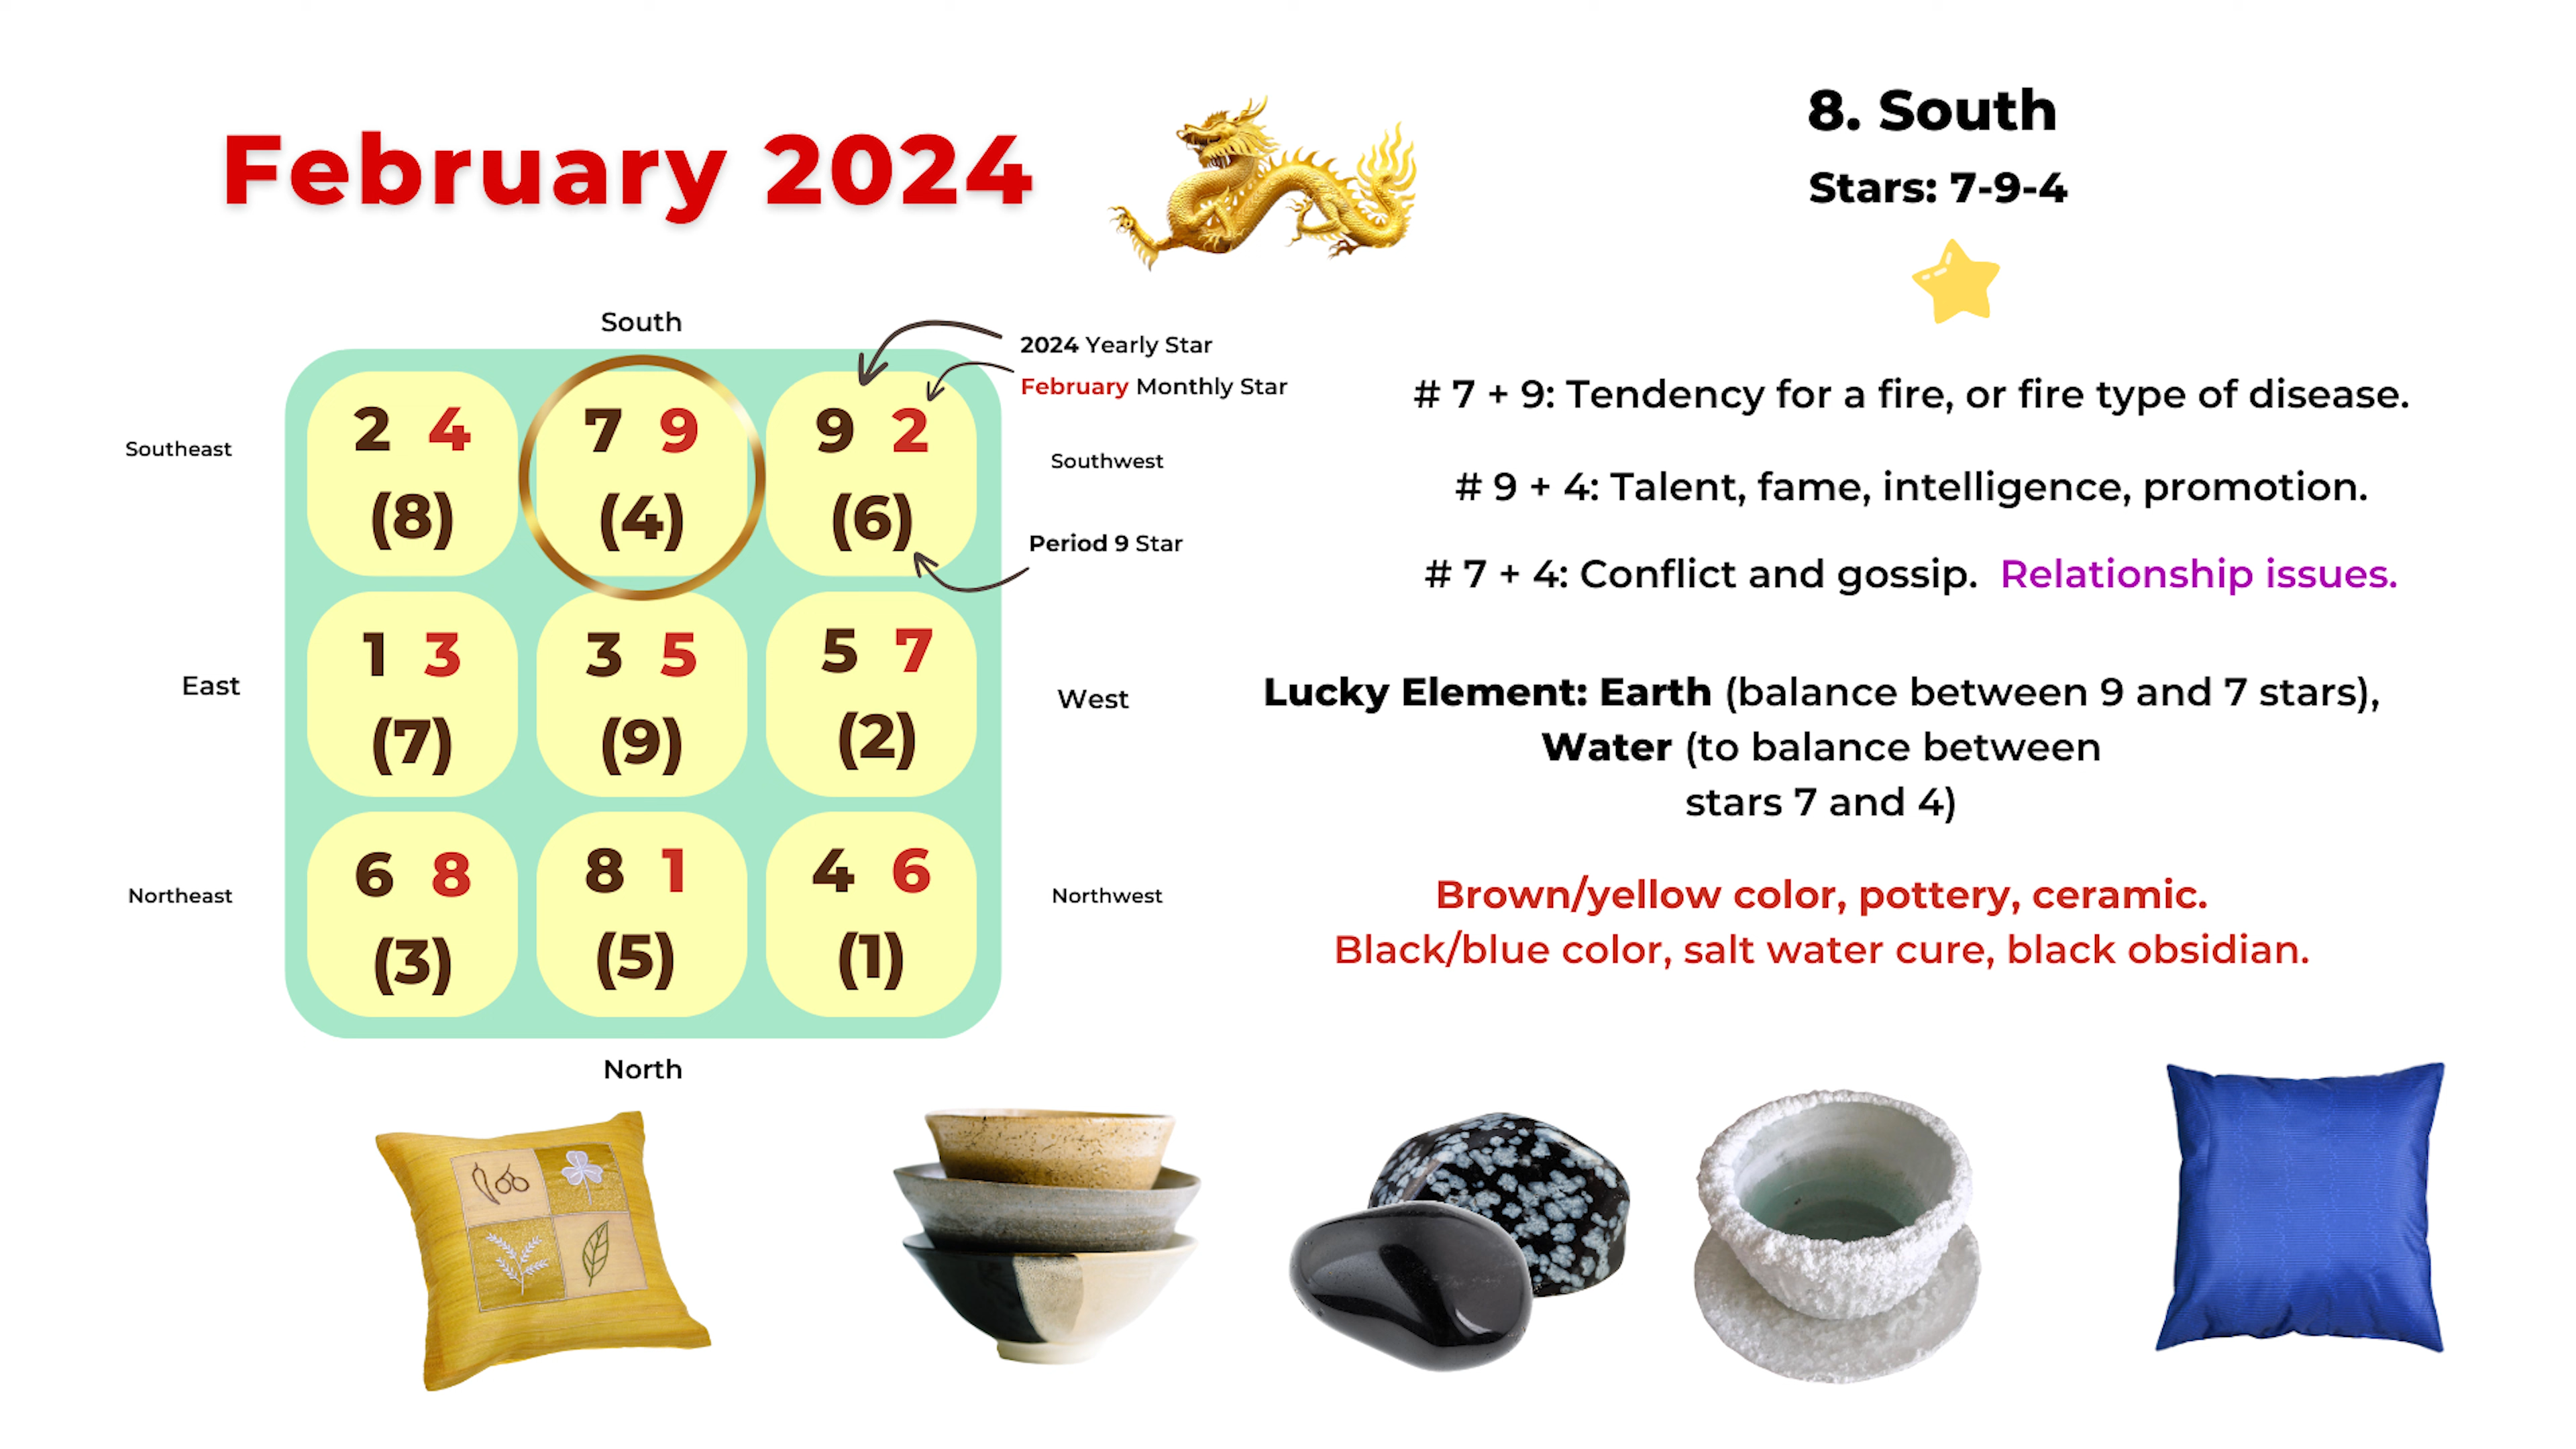 February 2024
8. South
Stars: 7-9-4
South
2024 Yearly Star
February Monthly Star
Southeast
2 4
(8)
7 9
(4)
9 2
(6)
Southwest
Period 9 Star
East
1 3
(7)
3 5
(9)
5 7
(2)
West
Northeast
6 8
(3)
8 1
(5)
4 6
(1)
Northwest
North
# 7 + 9: Tendency for a fire, or fire type of disease.
# 9 + 4: Talent, fame, intelligence, promotion.
# 7 + 4: Conflict and gossip. Relationship issues.
Lucky Element: Earth (balance between 9 and 7 stars),
Water (to balance between
stars 7 and 4)
Brown/yellow color, pottery, ceramic.
Black/blue color, salt water cure, black obsidian.